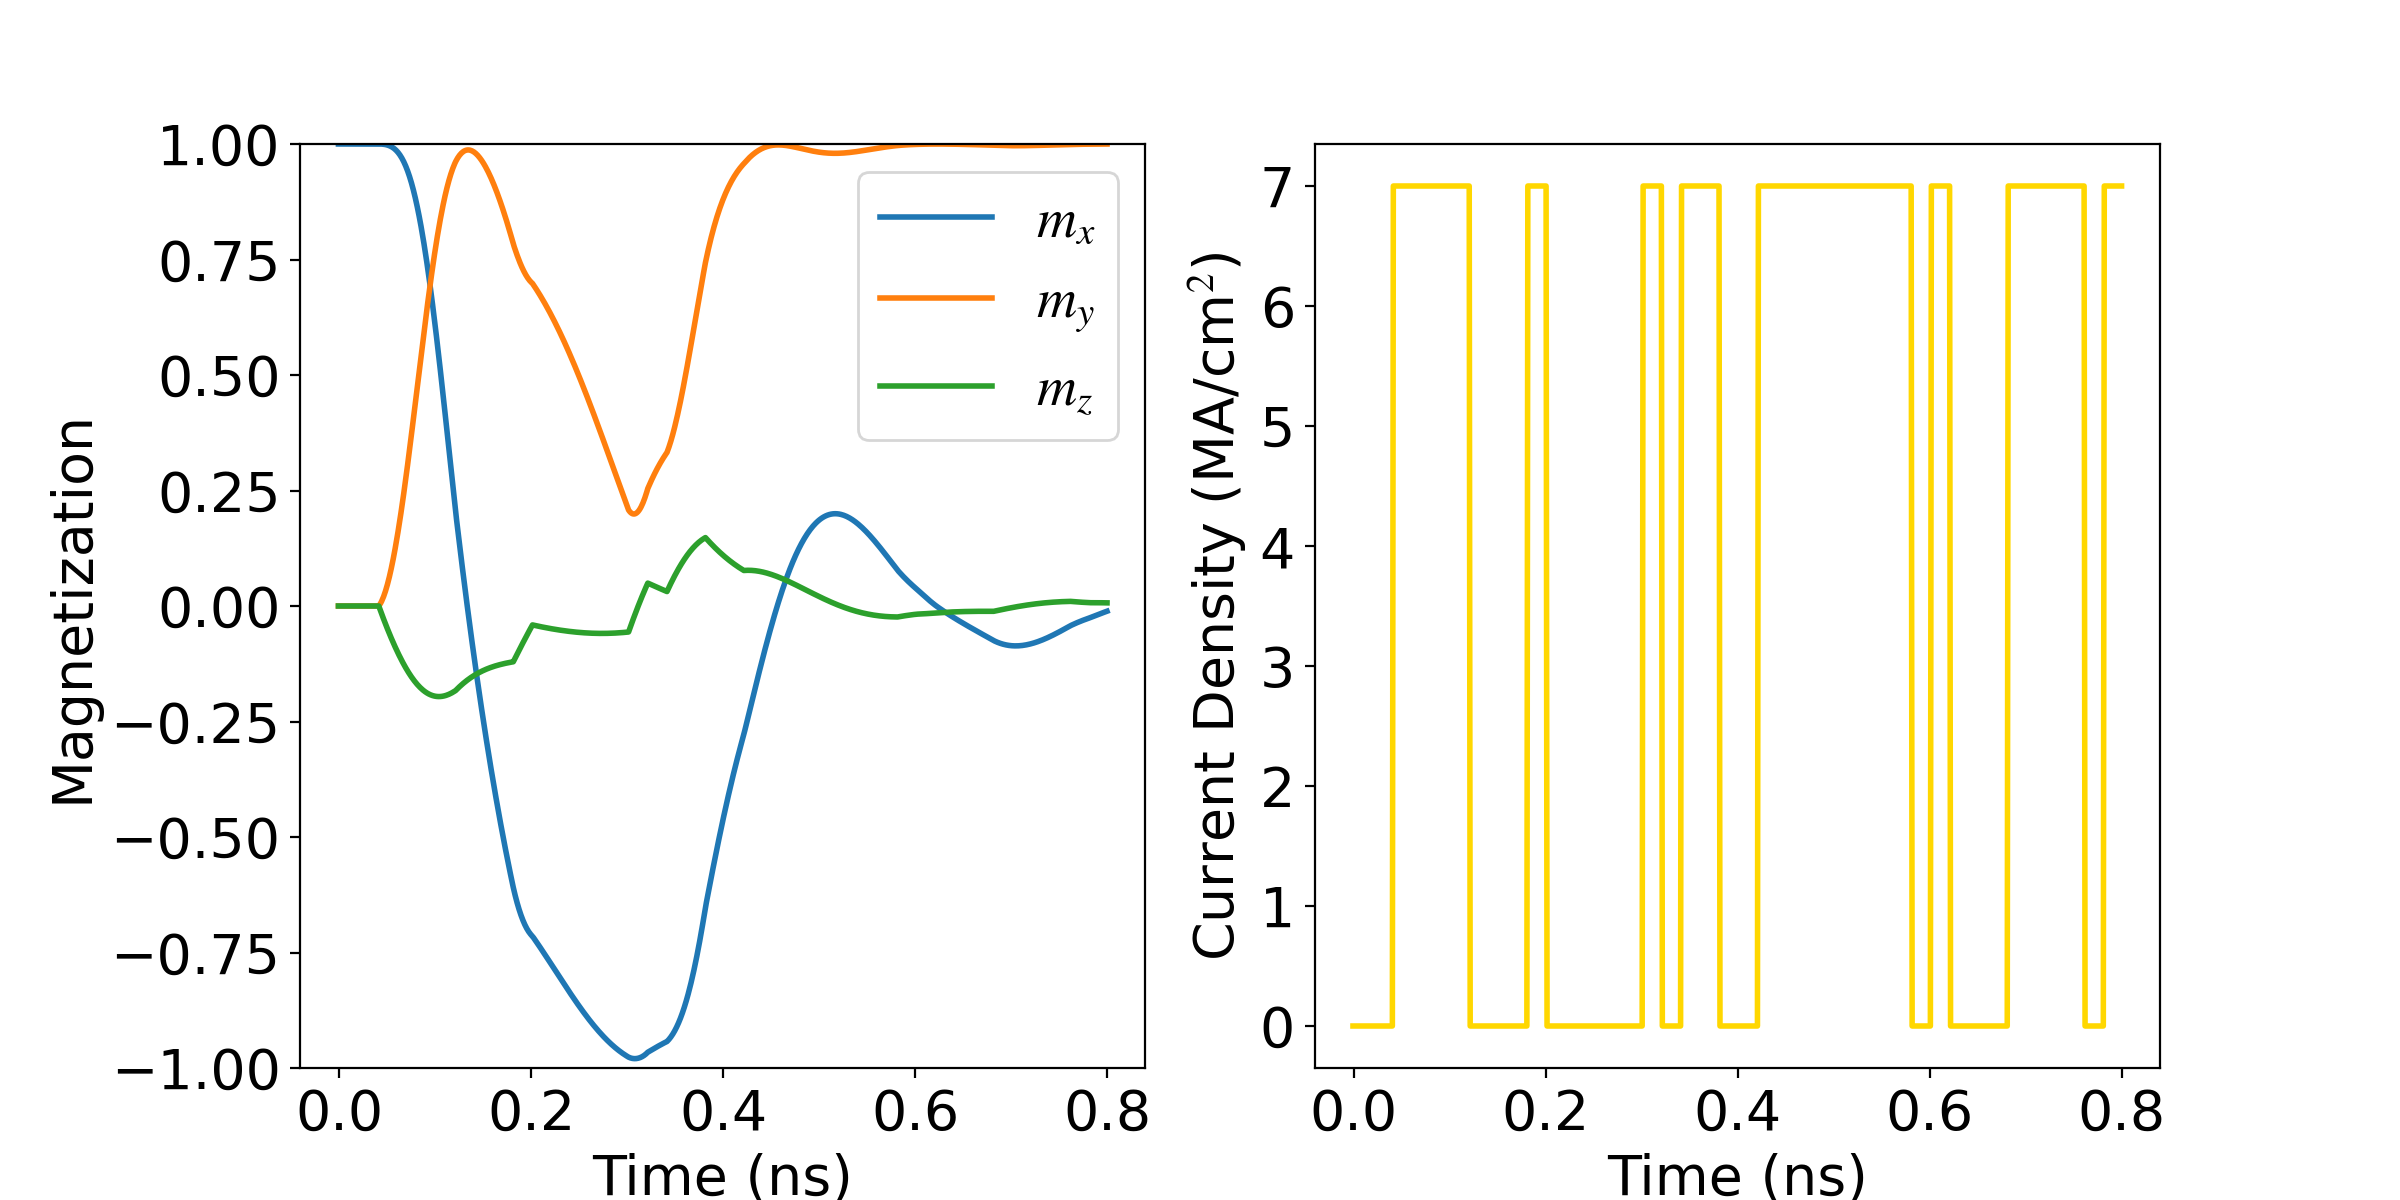 1.00
0.75
0.50
0.25
0.00
−0.25
−0.50
−0.75
−1.00
Magnetization
0.0 0.2 0.4 0.6 0.8
Time (ns)
m_x
m_y
m_z
7
6
5
4
3
2
1
0
Current Density (MA/cm²)
0.0 0.2 0.4 0.6 0.8
Time (ns)